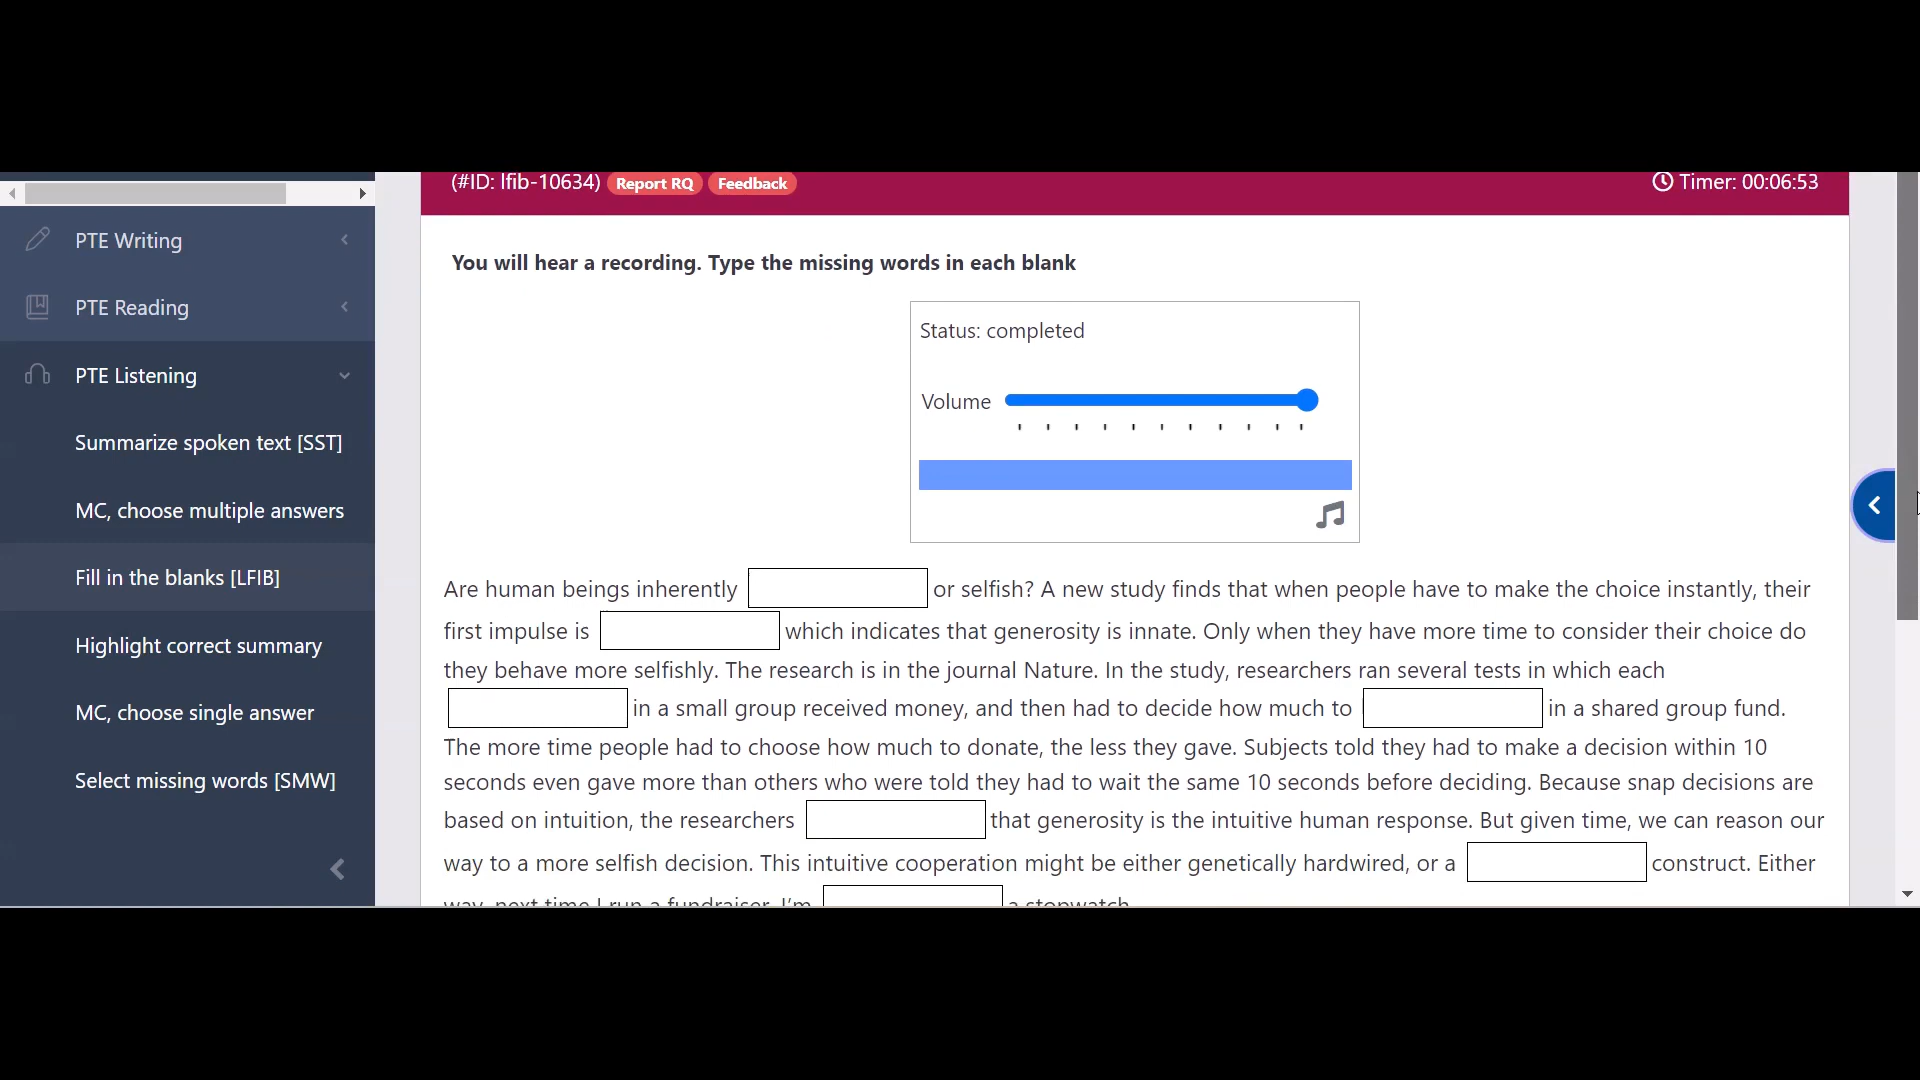 (#ID: lfib-10634) Report RQ Feedback
Timer: 00:06:53
PTE Writing
PTE Reading
PTE Listening
Summarize spoken text [SST]
MC, choose multiple answers
Fill in the blanks [LFIB]
Highlight correct summary
MC, choose single answer
Select missing words [SMW]
You will hear a recording. Type the missing words in each blank
Status: completed
Volume
Are human beings inherently or selfish? A new study finds that when people have to make the choice instantly, their
first impulse is which indicates that generosity is innate. Only when they have more time to consider their choice do
they behave more selfishly. The research is in the journal Nature. In the study, researchers ran several tests in which each
in a small group received money, and then had to decide how much to in a shared group fund.
The more time people had to choose how much to donate, the less they gave. Subjects told they had to make a decision within 10
seconds even gave more than others who were told they had to wait the same 10 seconds before deciding. Because snap decisions are
based on intuition, the researchers that generosity is the intuitive human response. But given time, we can reason our
way to a more selfish decision. This intuitive cooperation might be either genetically hardwired, or a construct. Either
way, next time I run a fundraiser, I'm a stopwatch.